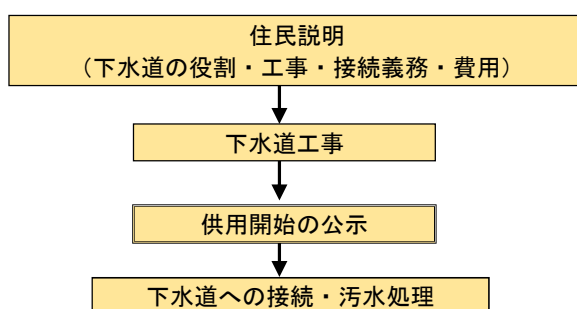 住民説明
（下水道の役割・工事・接続義務・費用）
下水道工事
供用開始の公示
下水道への接続・汚水処理